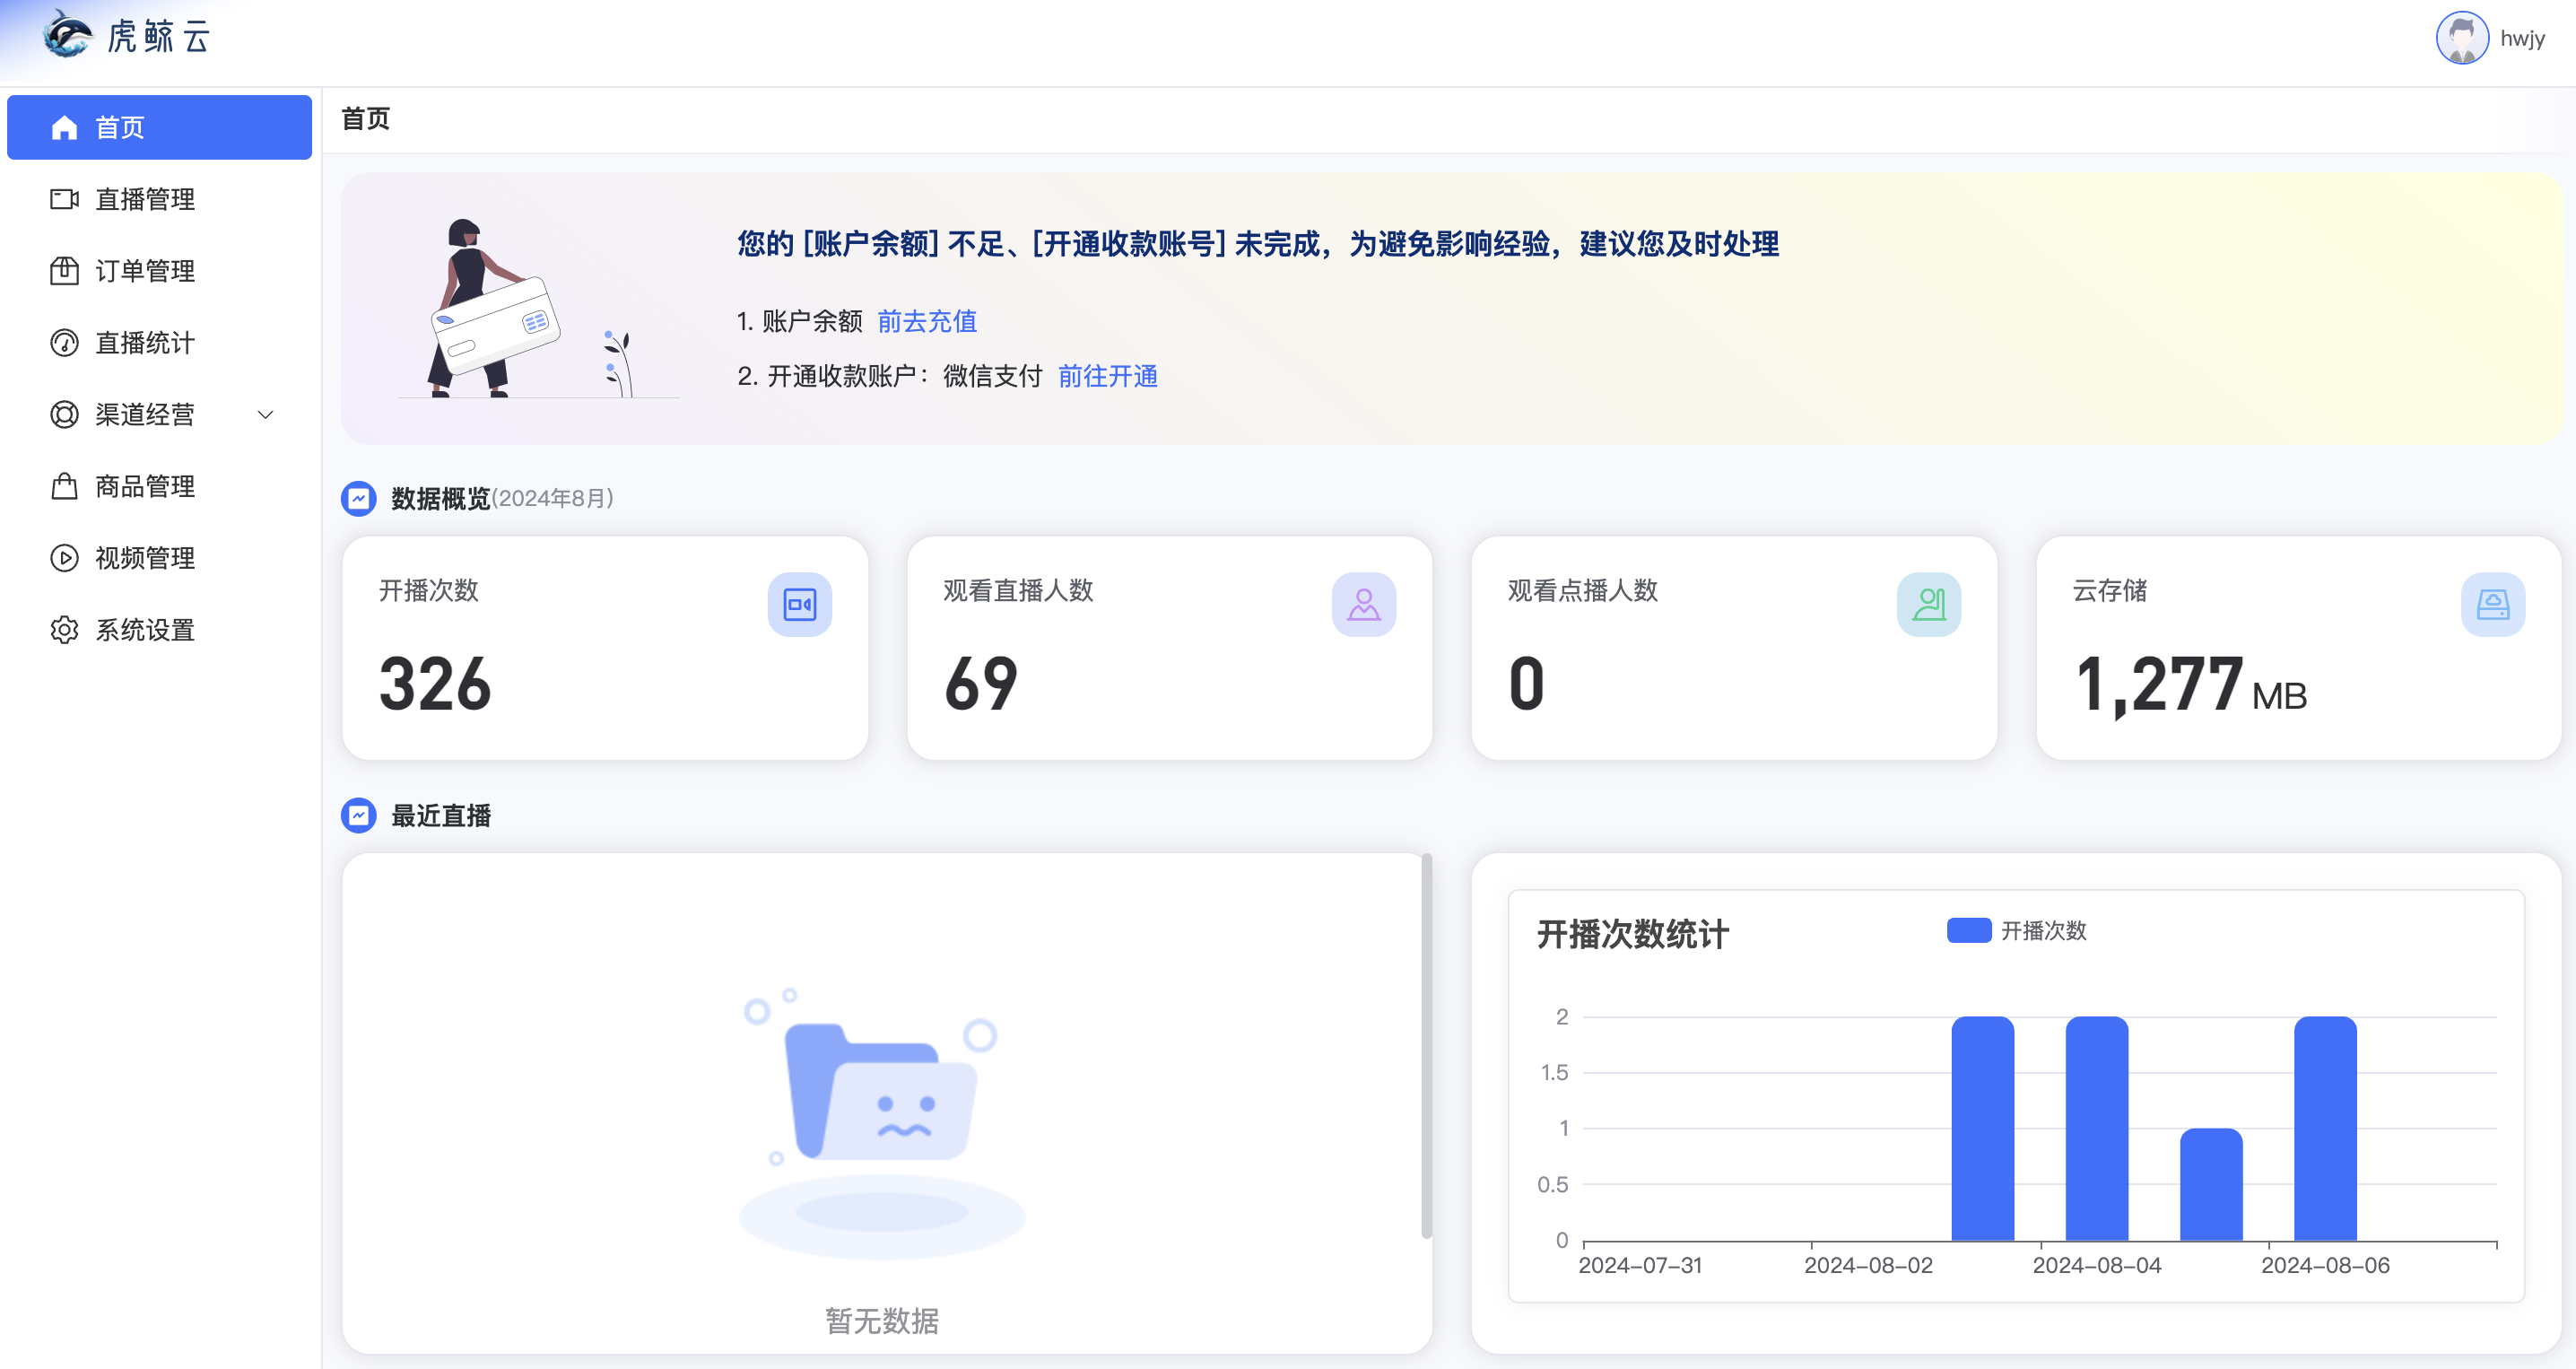 虎鲸云
hwjy
首页
直播管理
订单管理
直播统计
渠道经营
商品管理
视频管理
系统设置
首页
您的 [账户余额] 不足、[开通收款账号] 未完成，为避免影响经验，建议您及时处理
1. 账户余额 前去充值
2. 开通收款账户：微信支付 前往开通
数据概览(2024年8月)
开播次数
326
观看直播人数
69
观看点播人数
0
云存储
1,277 MB
最近直播
暂无数据
开播次数统计
开播次数
2
1.5
1
0.5
0
2024-07-31 2024-08-02 2024-08-04 2024-08-06